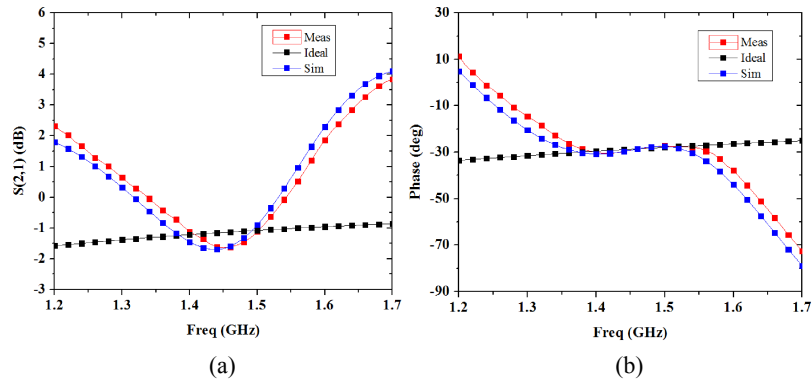 6
5
4
3
2
1
0
-1
-2
-3
S(2,1) (dB)
Meas
Ideal
Sim
1.2 1.3 1.4 1.5 1.6 1.7
Freq (GHz)
(a)
30
10
-10
-30
-50
-70
-90
Phase (deg)
Meas
Ideal
Sim
1.2 1.3 1.4 1.5 1.6 1.7
Freq (GHz)
(b)